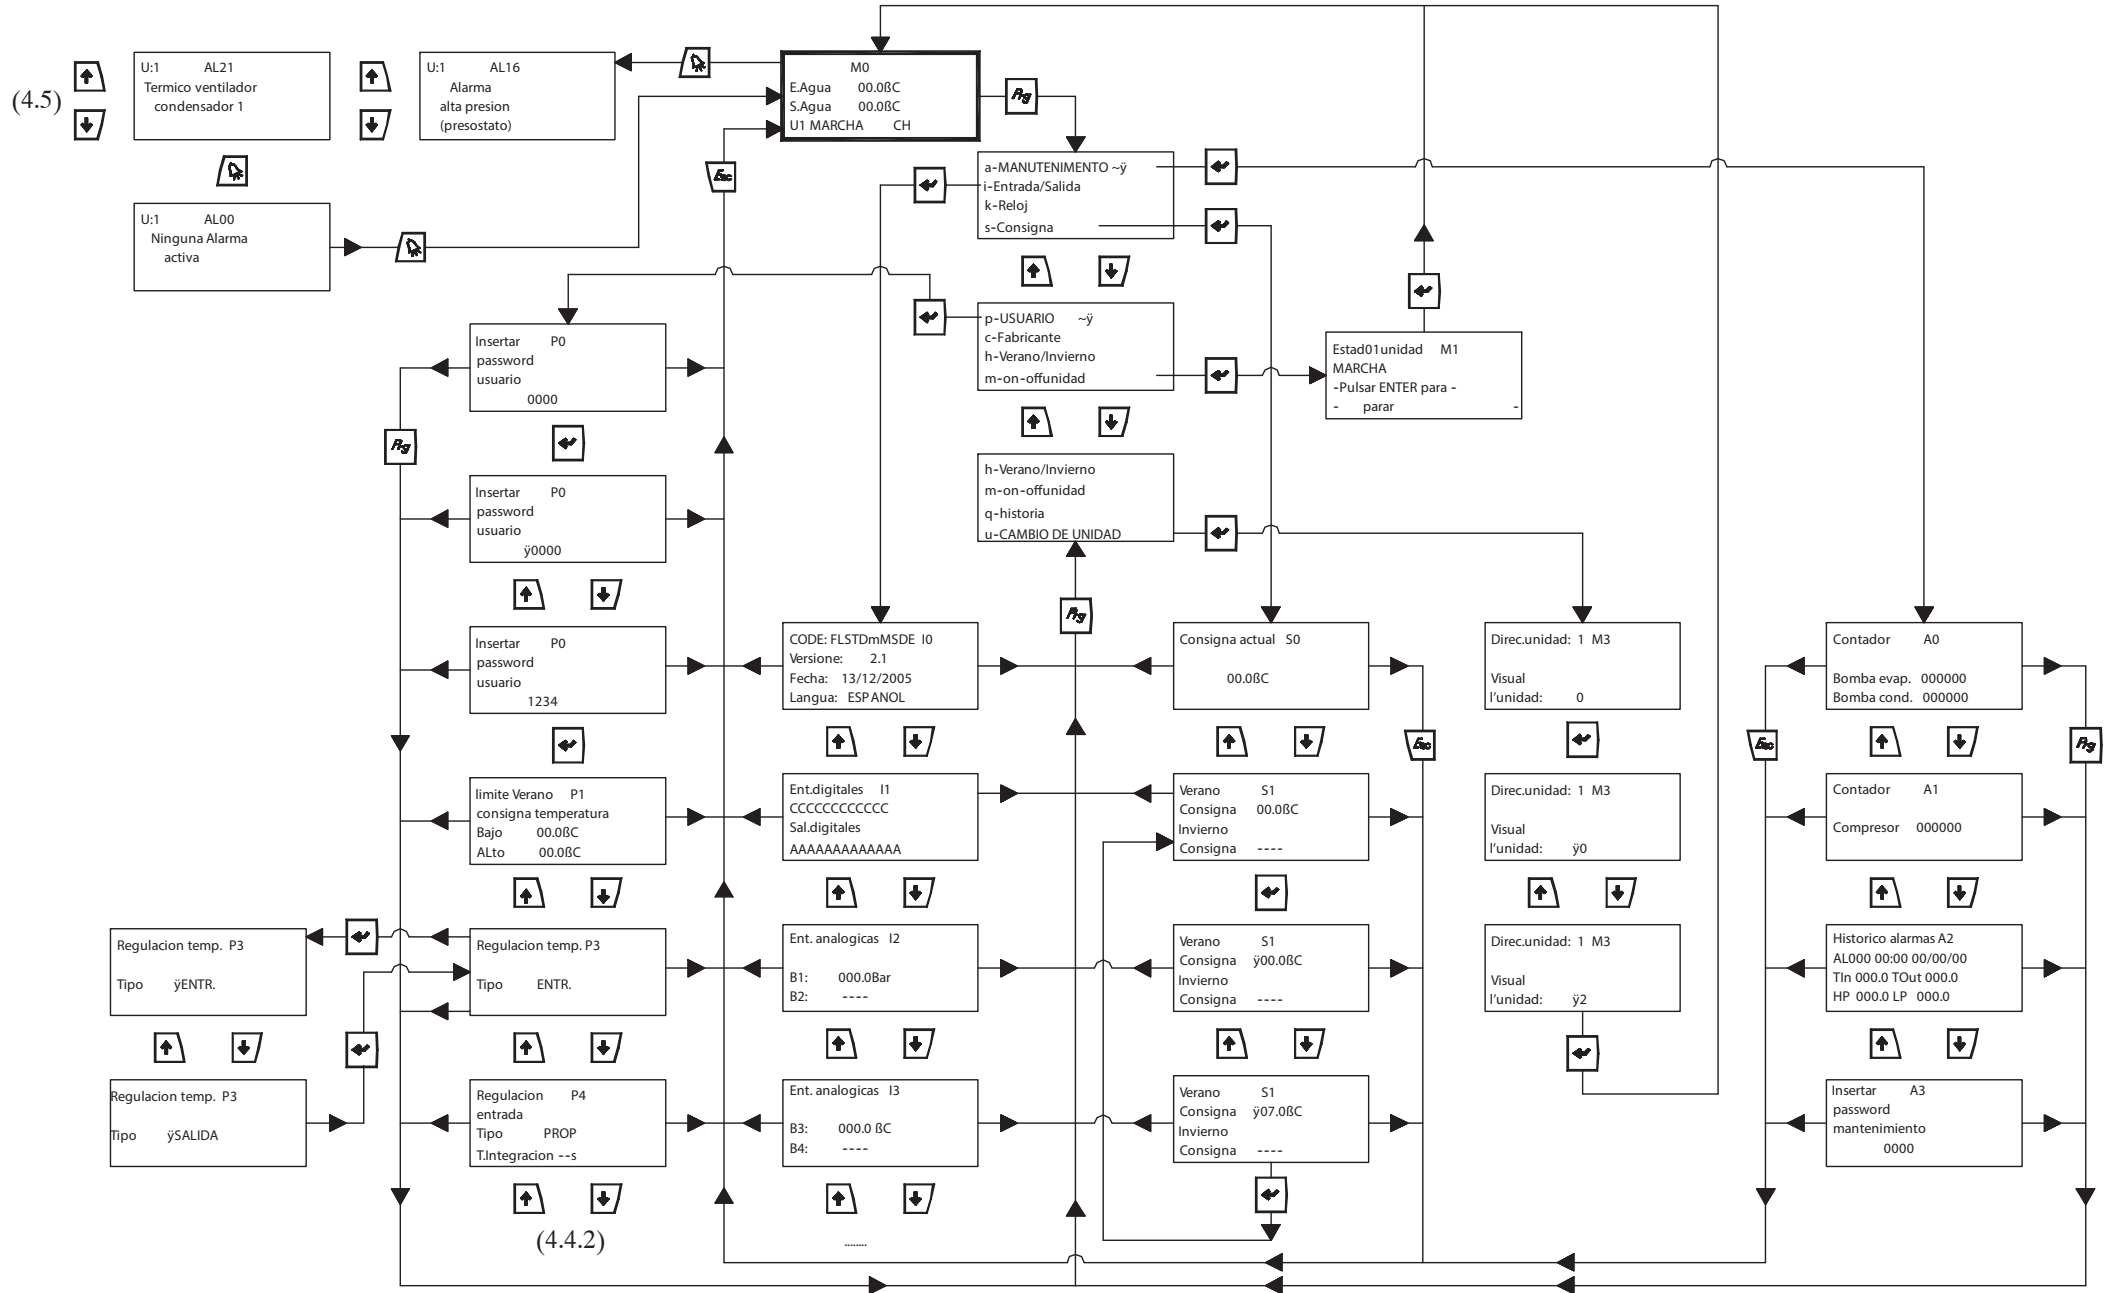 (4.5)
U:1 AL21
Termico ventilador
condensador 1
U:1 AL16
Alarma
alta presion
(presostato)
M0
E.Agua 00.0ßC
S.Agua 00.0ßC
U1 MARCHA CH
Prg
U:1 AL00
Ninguna Alarma
activa
Esc
a-MANUTENIMENTO ~ÿ
i-Entrada/Salida
k-Reloj
s-Consigna
p-USUARIO ~ÿ
c-Fabricante
h-Verano/Invierno
m-on-offunidad
Estad01unidad M1
MARCHA
-Pulsar ENTER para -
- parar -
h-Verano/Invierno
m-on-offunidad
q-historia
u-CAMBIO DE UNIDAD
Prg
Insertar P0
password
usuario
0000
Prg
Insertar P0
password
usuario
ÿ0000
Insertar P0
password
usuario
1234
limite Verano P1
consigna temperatura
Bajo 00.0ßC
ALto 00.0ßC
Regulacion temp. P3
Tipo ÿENTR.
Regulacion temp. P3
Tipo ENTR.
Regulacion temp. P3
Tipo ÿSALIDA
Regulacion P4
entrada
Tipo PROP
T.Integracion --s
(4.4.2)
CODE: FLSTDmMSDE I0
Versione: 2.1
Fecha: 13/12/2005
Langua: ESPANOL
Ent.digitales I1
CCCCCCCCCCCC
Sal.digitales
AAAAAAAAAAAAA
Ent. analogicas I2
B1: 000.0Bar
B2: ----
Ent. analogicas I3
B3: 000.0 ßC
B4: ----
........
Consigna actual S0
00.0ßC
Verano S1
Consigna 00.0ßC
Invierno
Consigna ----
Verano S1
Consigna ÿ00.0ßC
Invierno
Consigna ----
Verano S1
Consigna ÿ07.0ßC
Invierno
Consigna ----
Esc
Direc.unidad: 1 M3
Visual
l'unidad: 0
Direc.unidad: 1 M3
Visual
l'unidad: ÿ0
Direc.unidad: 1 M3
Visual
l'unidad: ÿ2
Esc
Contador A0
Bomba evap. 000000
Bomba cond. 000000
Prg
Contador A1
Compresor 000000
Historico alarmas A2
AL000 00:00 00/00/00
TIn 000.0 TOut 000.0
HP 000.0 LP 000.0
Insertar A3
password
mantenimiento
0000